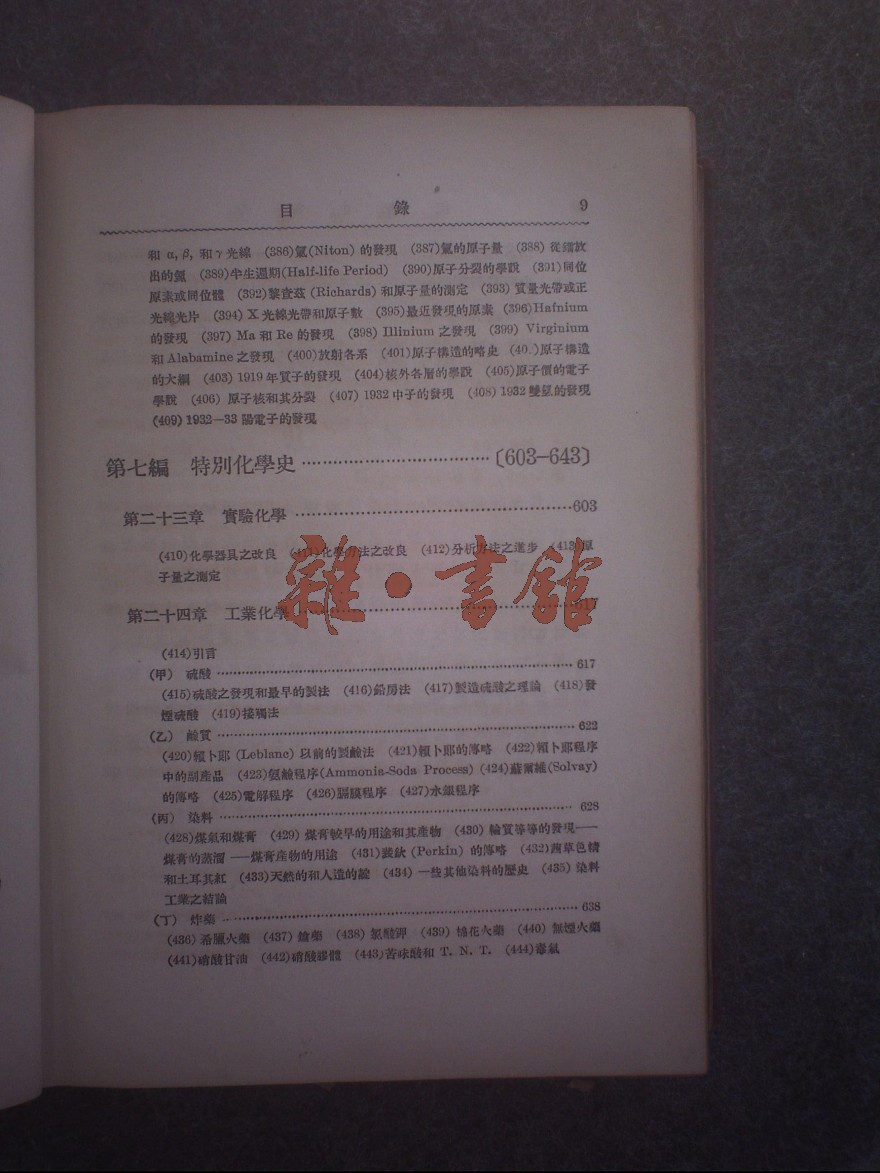 目 錄 9
和 α, β, 和 γ 光線 (386)氭(Niton) 的發現 (387)氭的原子量 (388) 從鐳放
出的氦 (389)半生週期(Half-life Period) (390)原子分裂的學說 (391)同位
原素或同位體 (392)黎查茲 (Richards) 和原子量的測定 (393) 質量光帶或正
光線光片 (394) X 光線光帶和原子數 (395)最近發現的原素 (396)Hafnium
的發現 (397) Ma 和 Re 的發現 (398) Illinium 之發現 (399) Virginium
和 Alabamine 之發現 (400)放射各系 (401)原子構造的略史 (40.)原子構造
的大綱 (403) 1919 年質子的發現 (404)核外各層的學說 (405)原子價的電子
學說 (406) 原子核和其分裂 (407) 1932 中子的發現 (408) 1932 雙氫的發現
(409) 1932—33 陽電子的發現
第七編 特別化學史 ································ 〔603—643〕
第二十三章 實驗化學 ································ 603
(410)化學器具之改良 (411)化學方法之改良 (412)分析方法之進步 (413)原
子量之測定
第二十四章 工業化學 ································ 617
雜·書館
(414)引言
(甲) 硫酸 ································ 617
(415)硫酸之發現和最早的製法 (416)鉛房法 (417)製造硫酸之理論 (418)發
煙硫酸 (419)接觸法
(乙) 鹼質 ································ 622
(420)賴卜耶 (Leblanc) 以前的製鹼法 (421)賴卜耶的傳略 (422)賴卜耶程序
中的副產品 (423)氨鹼程序(Ammonia-Soda Process) (424)蘇爾維(Solvay)
的傳略 (425)電解程序 (426)膈膜程序 (427)水銀程序
(丙) 染料 ································ 628
(428)煤氣和煤膏 (429) 煤膏較早的用途和其產物 (430) 輪質等等的發現——
煤膏的蒸溜——煤膏產物的用途 (431) (Perkin) 的傳略 (432)茜草色精
和土耳其紅 (433)天然的和人造的靛 (434) 一些其他染料的歷史 (435) 染料
工業之結論
(丁) 炸藥 ································ 638
(436) 希臘火藥 (437) 鎗藥 (438) 氯酸鉀 (439) 棉花火藥 (440) 無煙火藥
(441)硝酸甘油 (442)硝酸膠體 (443)苦味酸和 T. N. T. (444)毒氣